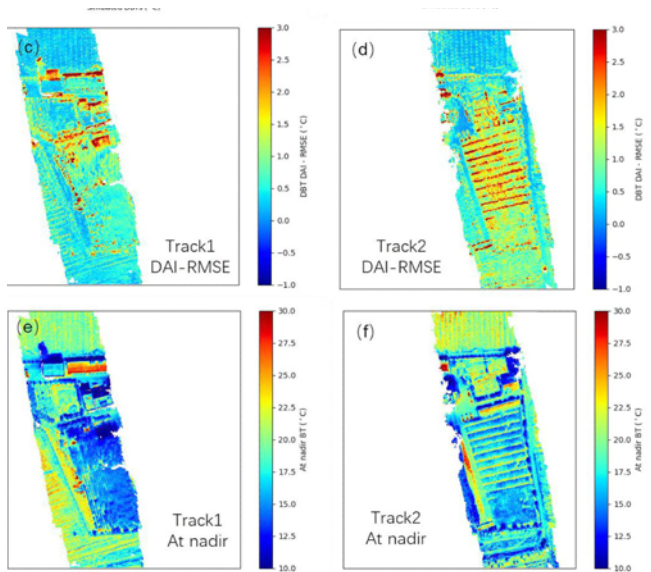 (c)
3.0
2.5
2.0
1.5
1.0
0.5
0.0
−0.5
−1.0
DBT DAI - RMSE (°C)
Track1
DAI-RMSE
(d)
3.0
2.5
2.0
1.5
1.0
0.5
0.0
−0.5
−1.0
DBT DAI - RMSE (°C)
Track2
DAI-RMSE
(e)
30.0
27.5
25.0
22.5
20.0
17.5
15.0
12.5
10.0
At nadir BT (°C)
Track1
At nadir
(f)
30.0
27.5
25.0
22.5
20.0
17.5
15.0
12.5
10.0
At nadir BT (°C)
Track2
At nadir